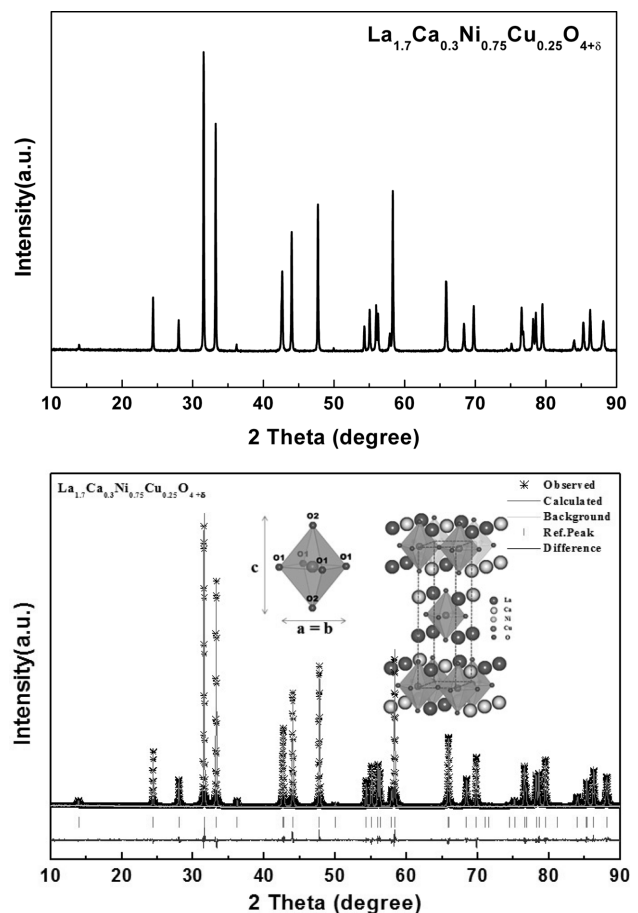 La1.7Ca0.3Ni0.75Cu0.25O4+δ
Intensity(a.u.)
10 20 30 40 50 60 70 80 90
2 Theta (degree)
La1.7Ca0.3Ni0.75Cu0.25O4+δ
Observed
Calculated
Background
Ref.Peak
Difference
O2
O1
O1
O1
O1
O2
c
a = b
La
Ca
Ni
Cu
O
Intensity(a.u.)
10 20 30 40 50 60 70 80 90
2 Theta (degree)